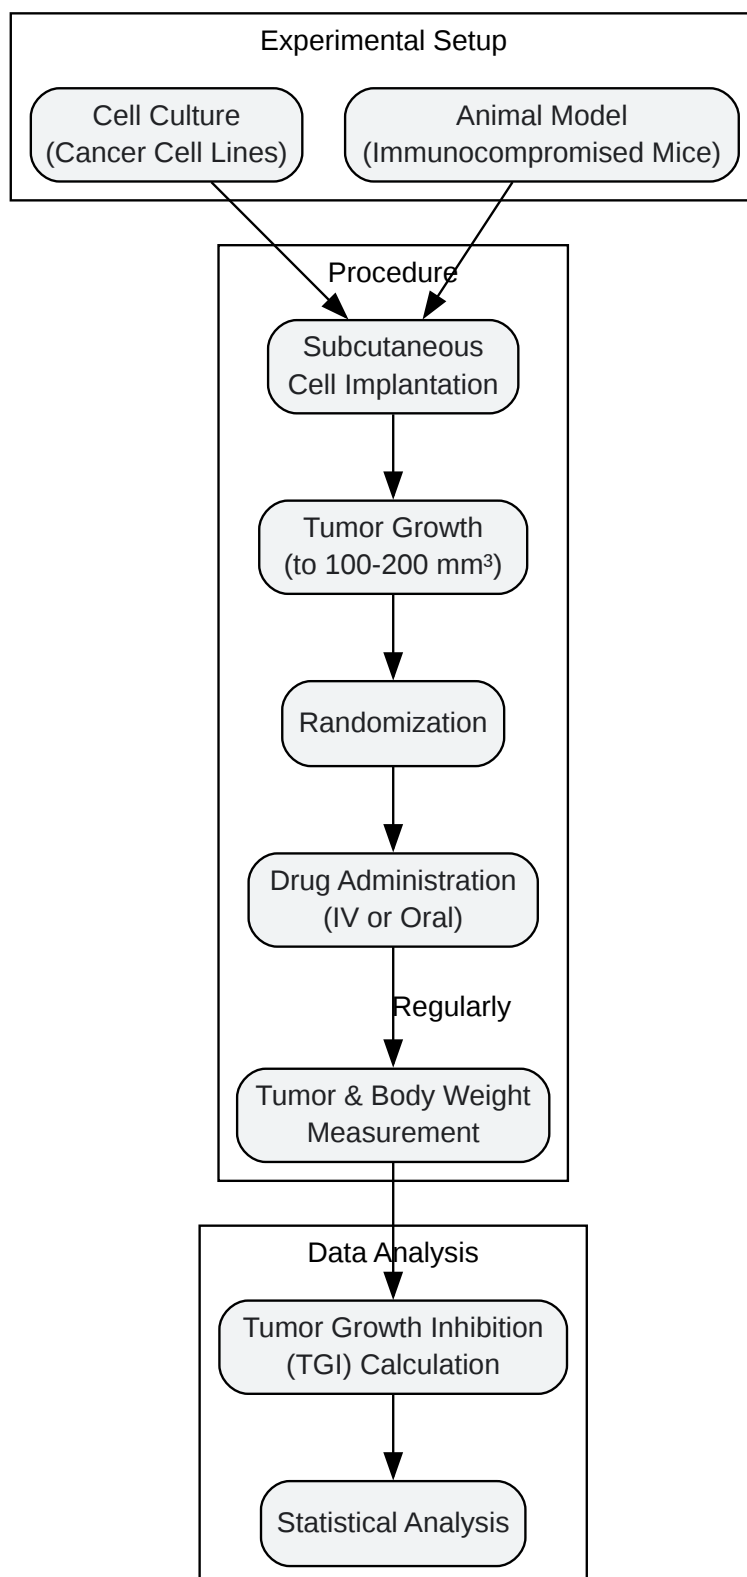 Experimental Setup
Cell Culture
(Cancer Cell Lines)
Animal Model
(Immunocompromised Mice)
Procedure
Subcutaneous
Cell Implantation
Tumor Growth
(to 100-200 mm³)
Randomization
Drug Administration
(IV or Oral)
Regularly
Tumor & Body Weight
Measurement
Data Analysis
Tumor Growth Inhibition
(TGI) Calculation
Statistical Analysis